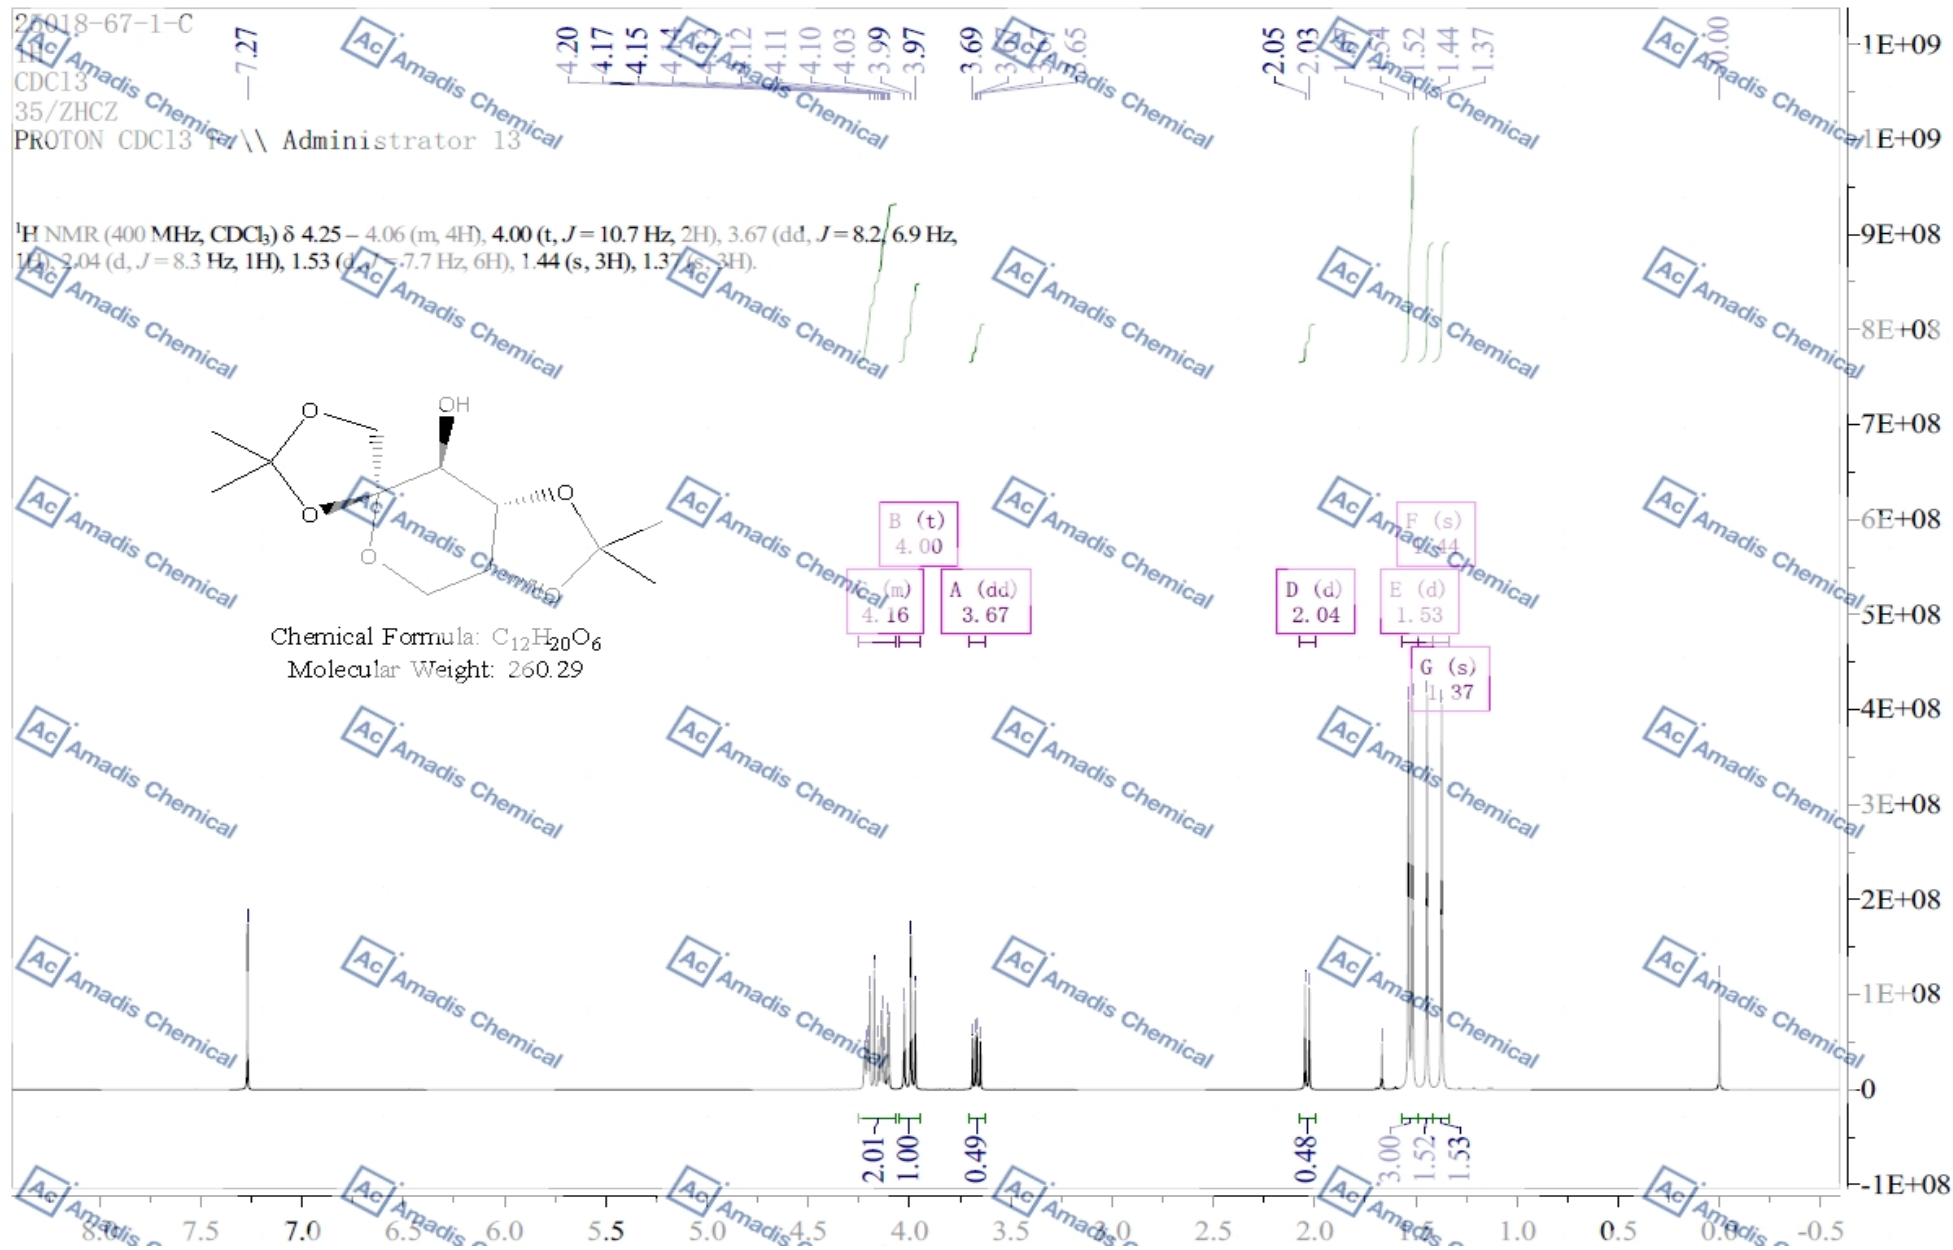 25018-67-1-C
1H
CDCl3
35/ZHCZ
PROTON CDCl3 \\ Administrator 13
7.27
4.20 4.17 4.15 4.12 4.11 4.10 4.03 3.99 3.97
3.69 3.65
2.05 2.03 1.54 1.52 1.44 1.37
0.00
¹H NMR (400 MHz, CDCl₃) δ 4.25 – 4.06 (m, 4H), 4.00 (t, J = 10.7 Hz, 2H), 3.67 (dd, J = 8.2, 6.9 Hz,
1H), 2.04 (d, J = 8.3 Hz, 1H), 1.53 (d, J = 7.7 Hz, 6H), 1.44 (s, 3H), 1.37 (s, 3H).
O
OH
O
O
O
O
Chemical Formula: C₁₂H₂₀O₆
Molecular Weight: 260.29
B (t)
4.00
(m)
4.16
A (dd)
3.67
D (d)
2.04
F (s)
1.44
E (d)
1.53
G (s)
1.37
2.01 1.00 0.49 0.48 3.00 1.52 1.53
1E+09
1E+09
9E+08
8E+08
7E+08
6E+08
5E+08
4E+08
3E+08
2E+08
1E+08
0
-1E+08
8.0 7.5 7.0 6.5 6.0 5.5 5.0 4.5 4.0 3.5 3.0 2.5 2.0 1.5 1.0 0.5 0.0 -0.5
Ac Amadis Chemical